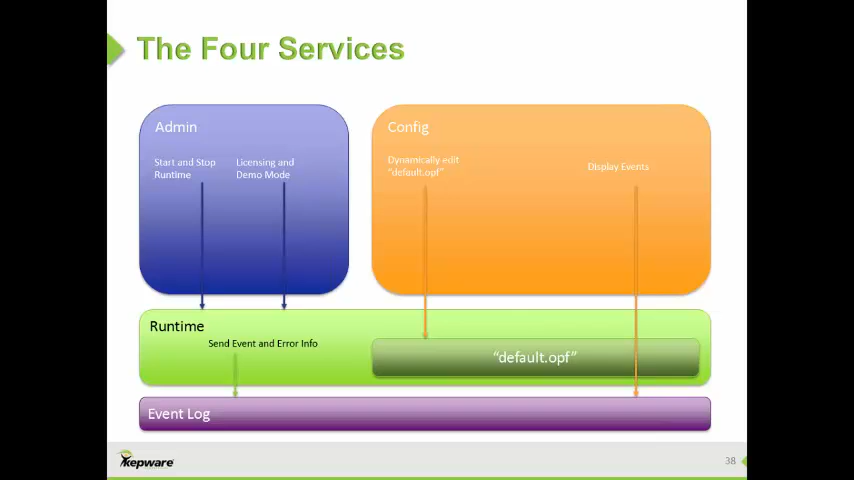 The Four Services
Admin
Start and Stop
Runtime
Licensing and
Demo Mode
Config
Dynamically edit
"default.opf"
Display Events
Runtime
Send Event and Error Info
“default.opf”
Event Log
kepware
38